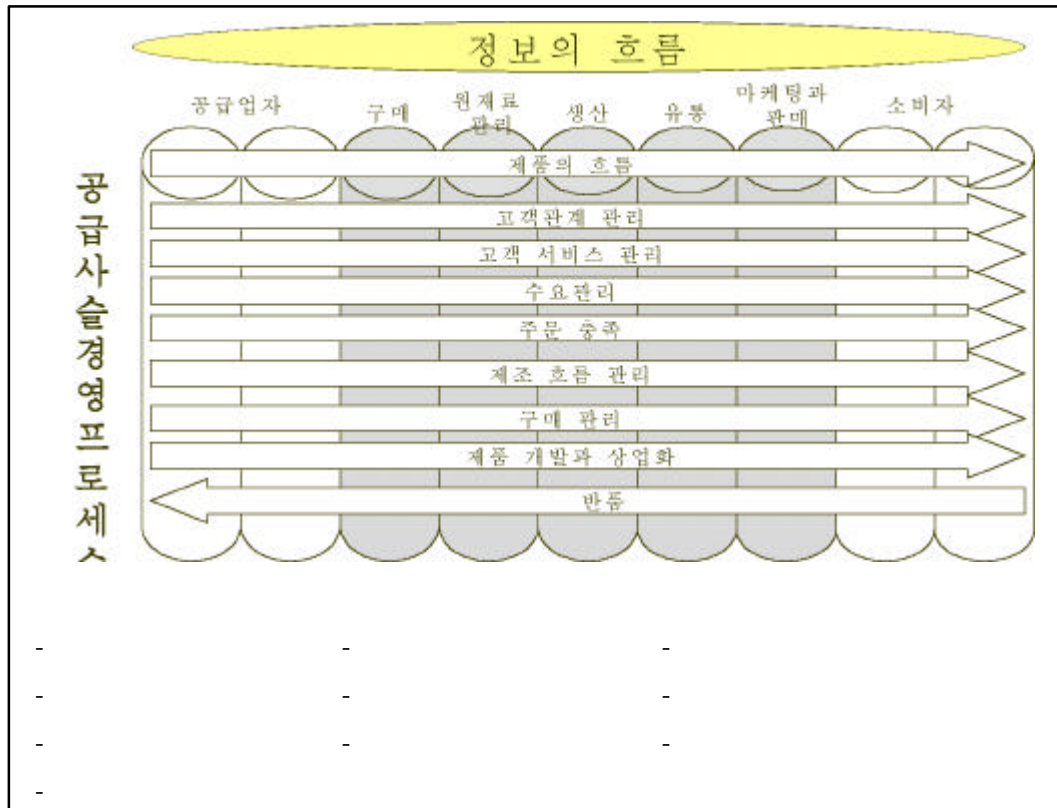 정보의 흐름
공급업자
구매
원재료
관리
생산
유통
마케팅과
판매
소비자
공급사슬경영프로세스
제품의 흐름
고객관계 관리
고객 서비스 관리
수요관리
주문 충족
제조 흐름 관리
구매 관리
제품 개발과 상업화
반품
- - -
- - -
- - -
-